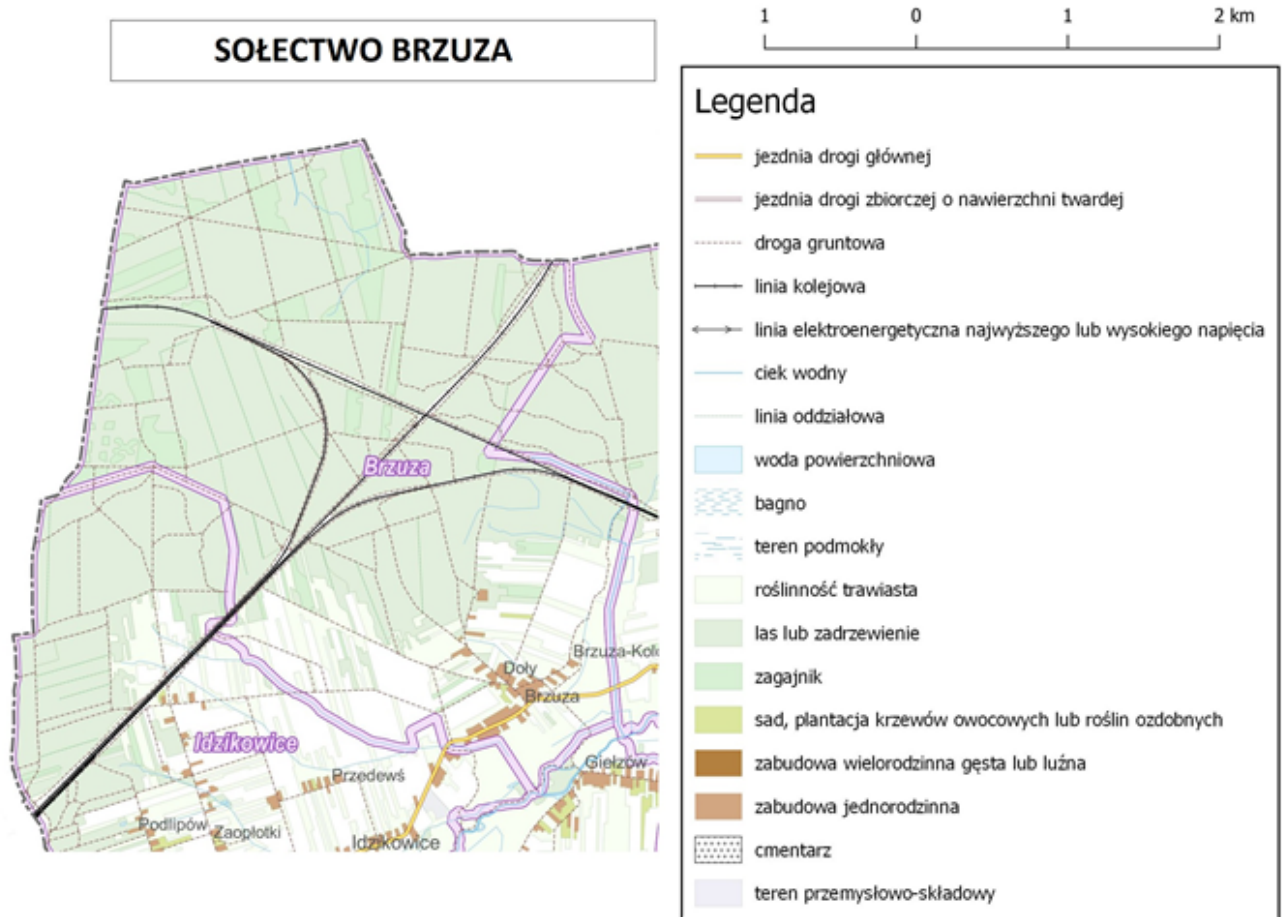 SOŁECTWO BRZUZA
1 0 1 2 km
Legenda
jezdnia drogi głównej
jezdnia drogi zbiorczej o nawierzchni twardej
droga gruntowa
linia kolejowa
linia elektroenergetyczna najwyższego lub wysokiego napięcia
ciek wodny
linia oddziałowa
woda powierzchniowa
bagno
teren podmokły
roślinność trawiasta
las lub zadrzewienie
zagajnik
sad, plantacja krzewów owocowych lub roślin ozdobnych
zabudowa wielorodzinna gęsta lub luźna
zabudowa jednorodzinna
cmentarz
teren przemysłowo-składowy
Brzuza
Brzuza-Kolo
Doły
Brzuza
Idzikowice
Giełzów
Przedewś
Podlipów
Zaopłotki
Idzikowice